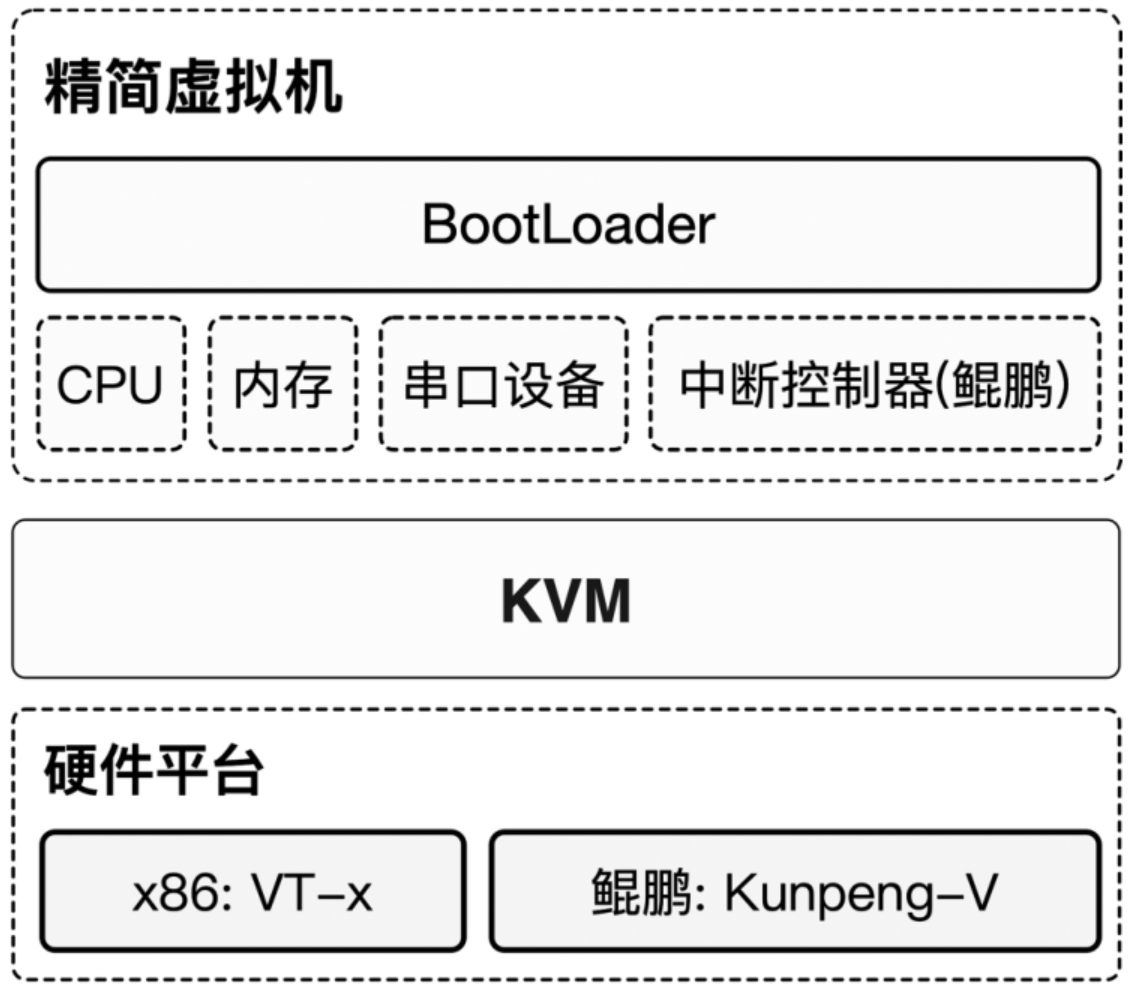 精简虚拟机
BootLoader
CPU
内存
串口设备
中断控制器(鲲鹏)
KVM
硬件平台
x86: VT–x
鲲鹏: Kunpeng–V